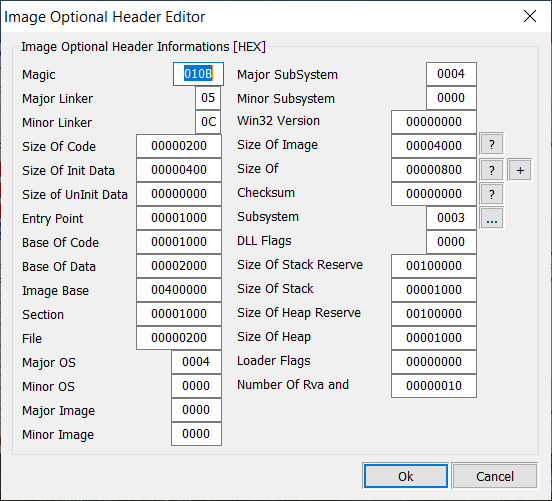 Image Optional Header Editor
Image Optional Header Informations [HEX]
Magic 010B
Major Linker 05
Minor Linker 0C
Size Of Code 00000200
Size Of Init Data 00000400
Size of UnInit Data 00000000
Entry Point 00001000
Base Of Code 00001000
Base Of Data 00002000
Image Base 00400000
Section 00001000
File 00000200
Major OS 0004
Minor OS 0000
Major Image 0000
Minor Image 0000
Major SubSystem 0004
Minor Subsystem 0000
Win32 Version 00000000
Size Of Image 00004000 ?
Size Of 00000800 ? +
Checksum 00000000 ?
Subsystem 0003 ...
DLL Flags 0000
Size Of Stack Reserve 00100000
Size Of Stack 00001000
Size Of Heap Reserve 00100000
Size Of Heap 00001000
Loader Flags 00000000
Number Of Rva and 00000010
Ok Cancel